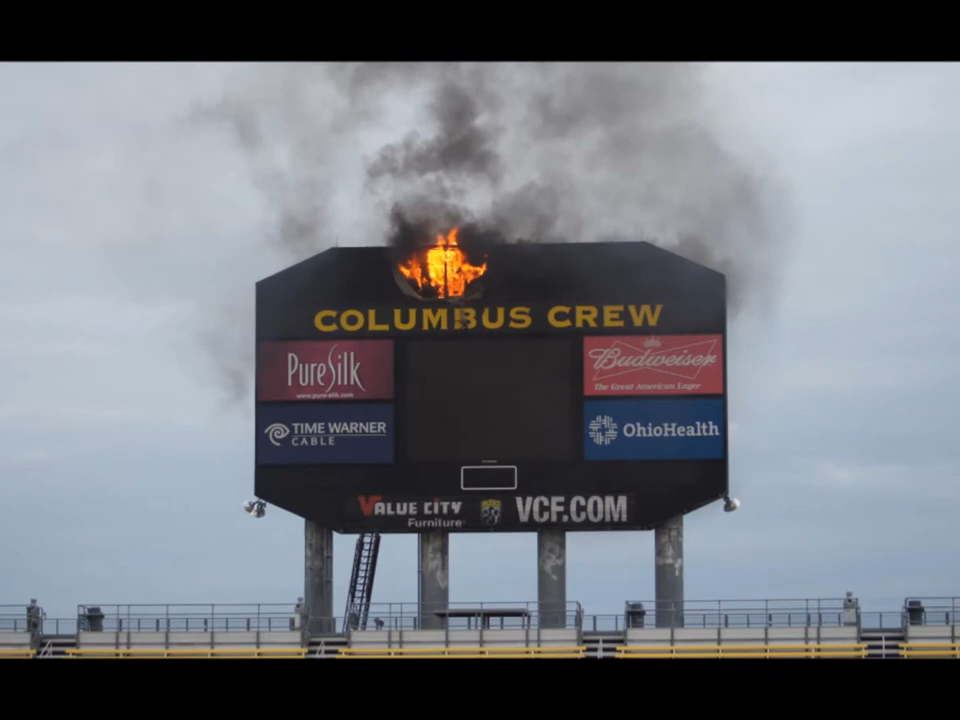 COLUMBUS CREW
PureSilk
www.pure-silk.com
Budweiser
The Great American Lager
TIME WARNER
CABLE
OhioHealth
VALUE CITY
Furniture
VCF.COM